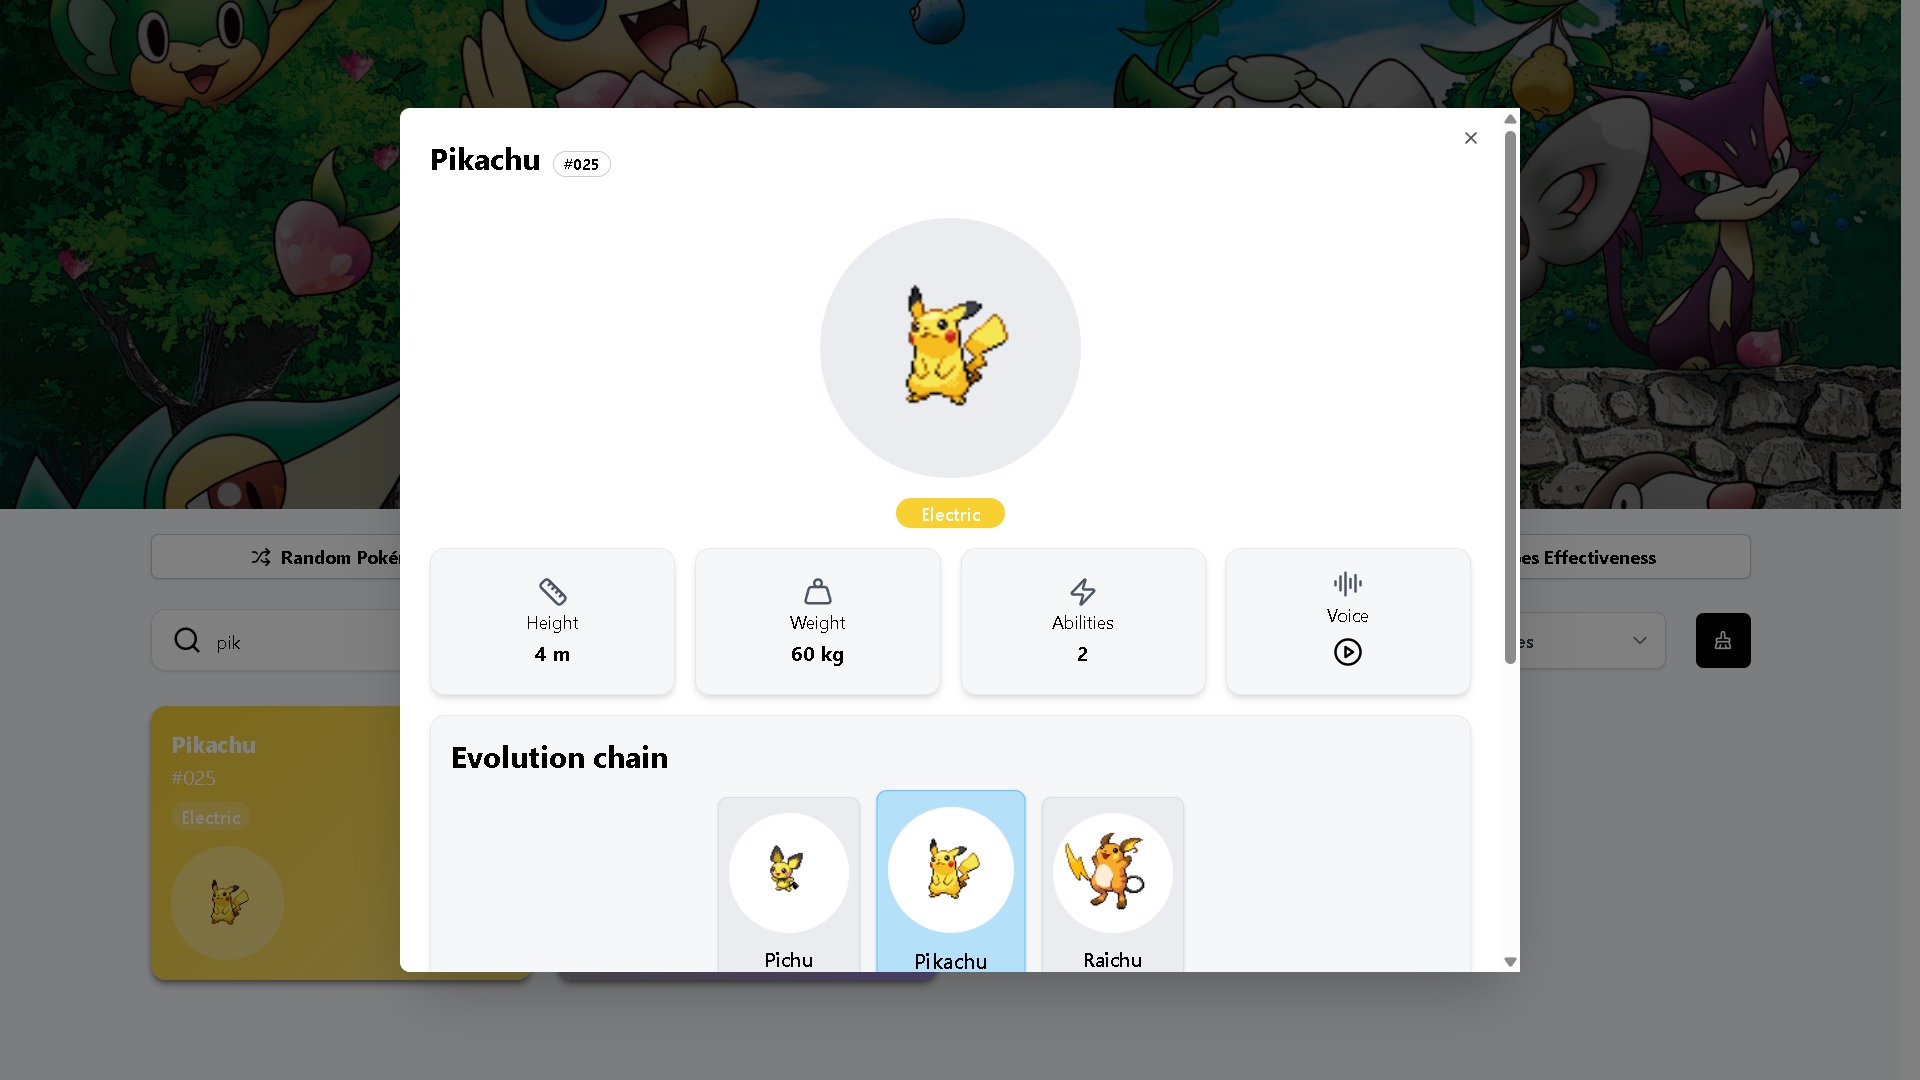 Pikachu #025
Electric
Height
4 m
Weight
60 kg
Abilities
2
Voice
Evolution chain
Pichu
Pikachu
Raichu
Random Poké
es Effectiveness
pik
es
Pikachu
#025
Electric